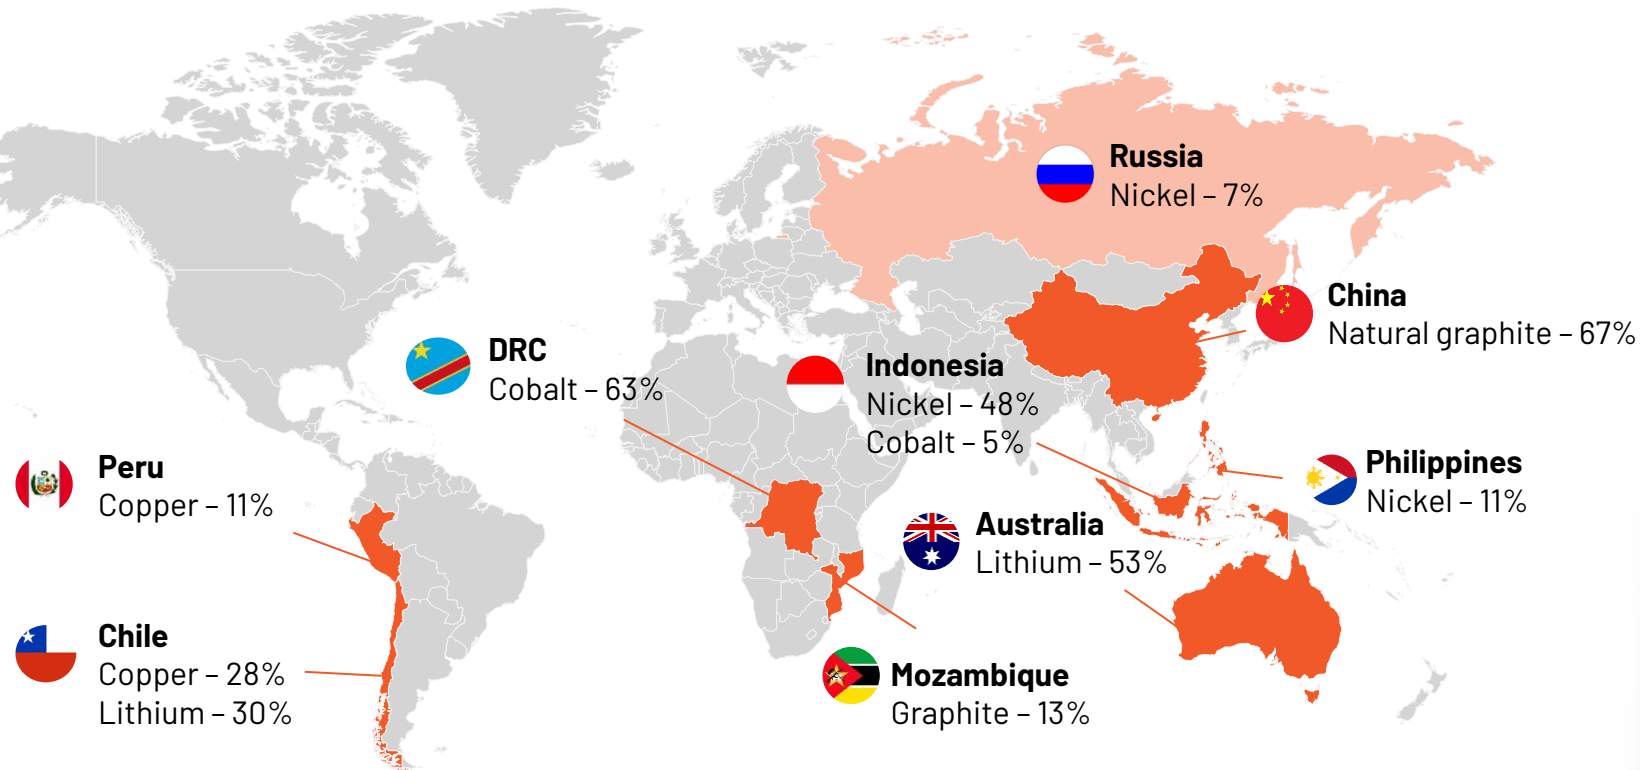 Russia
Nickel – 7%
China
Natural graphite – 67%
DRC
Cobalt – 63%
Indonesia
Nickel – 48%
Cobalt – 5%
Peru
Copper – 11%
Philippines
Nickel – 11%
Australia
Lithium – 53%
Chile
Copper – 28%
Lithium – 30%
Mozambique
Graphite – 13%